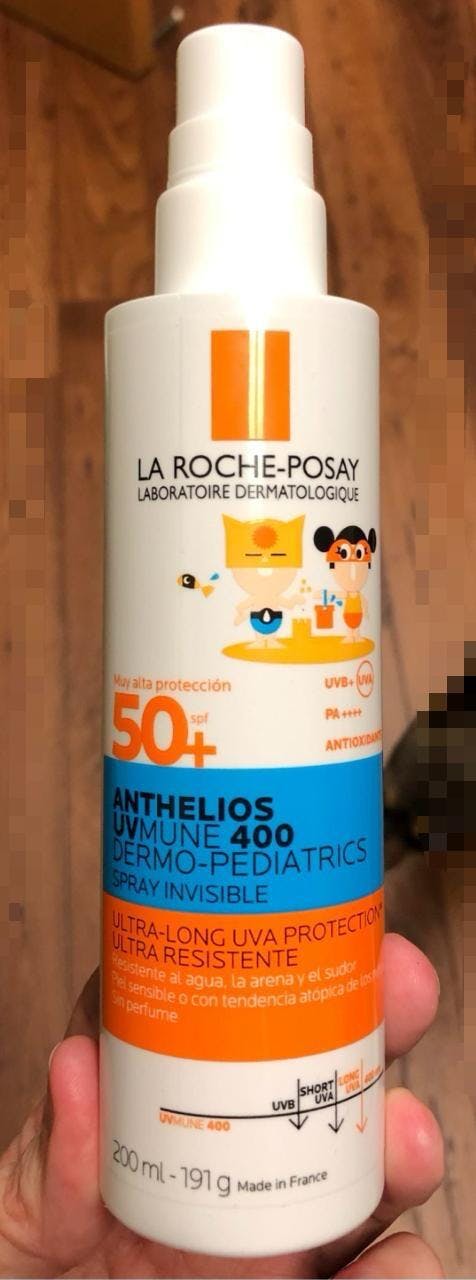 LA ROCHE-POSAY
LABORATOIRE DERMATOLOGIQUE
Muy alta protección
50+ spf
UVB+ UVA
PA++++
ANTIOXIDANT
ANTHELIOS
UVMUNE 400
DERMO-PEDIATRICS
SPRAY INVISIBLE
ULTRA-LONG UVA PROTECTION*
ULTRA RESISTENTE
Resistente al agua, la arena y el sudor
Piel sensible o con tendencia atópica de los
Sin perfume
UVMUNE 400
UVB
SHORT UVA
LONG UVA
200 ml - 191 g Made in France